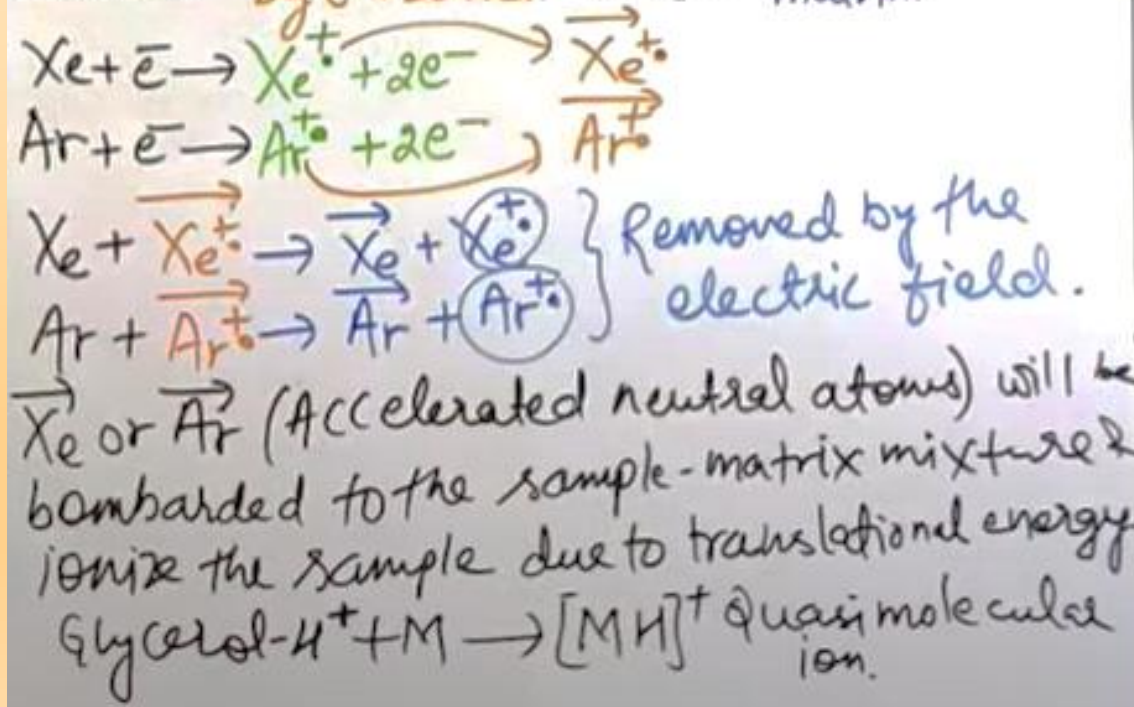 Xe + e⁻ → Xe⁺• + 2e⁻ → Xe⁺•
Ar + e⁻ → Ar⁺• + 2e⁻ → Ar⁺•
Xe + Xe⁺• → Xe + Xe⁺• } Removed by the
Ar + Ar⁺• → Ar + Ar⁺• electric field.
Xe or Ar (Accelerated neutral atoms) will be
bombarded to the sample-matrix mixture &
ionize the sample due to translational energy
Glycerol-H⁺ + M → [MH]⁺ Quasimolecular
ion.